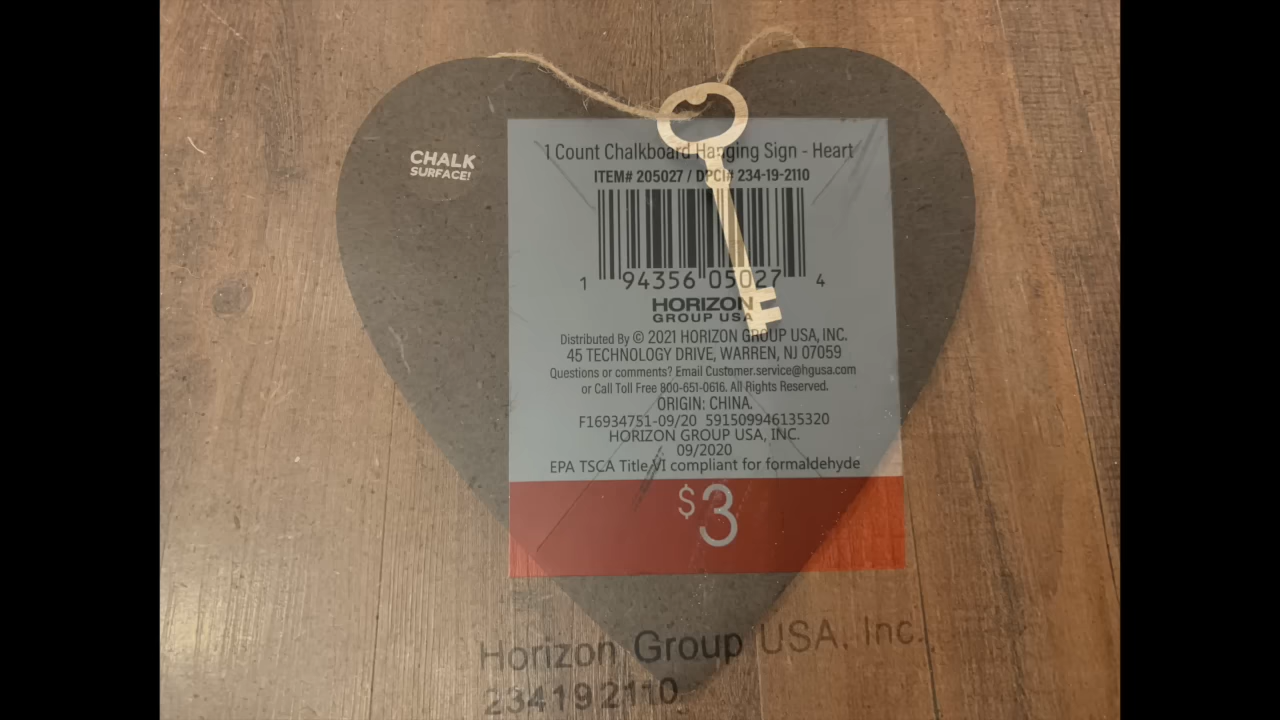 CHALK
SURFACE!
1 Count Chalkboard Hanging Sign - Heart
ITEM# 205027 / DPCI# 234-19-2110
1 94356 05027 4
HORIZON
GROUP USA
Distributed By © 2021 HORIZON GROUP USA, INC.
45 TECHNOLOGY DRIVE, WARREN, NJ 07059
Questions or comments? Email Customer.service@hgusa.com
or Call Toll Free 800-651-0616. All Rights Reserved.
ORIGIN: CHINA.
F16934751-09/20 591509946135320
HORIZON GROUP USA, INC.
09/2020
EPA TSCA Title VI compliant for formaldehyde
$3
Horizon Group USA, Inc.
234192110